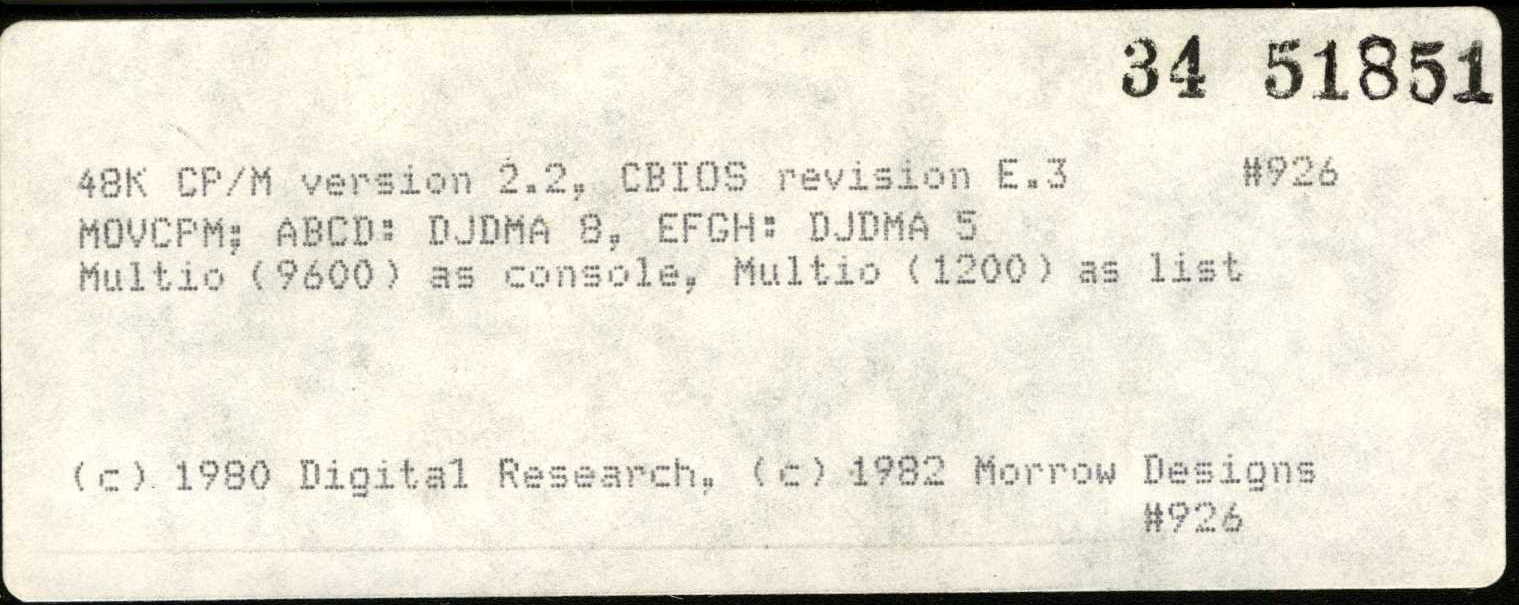 34 51851
48K CP/M version 2.2, CBIOS revision E.3 #926
MOVCPM; ABCD: DJDMA 8, EFGH: DJDMA 5
Multio (9600) as console, Multio (1200) as list
(c) 1980 Digital Research, (c) 1982 Morrow Designs
#926